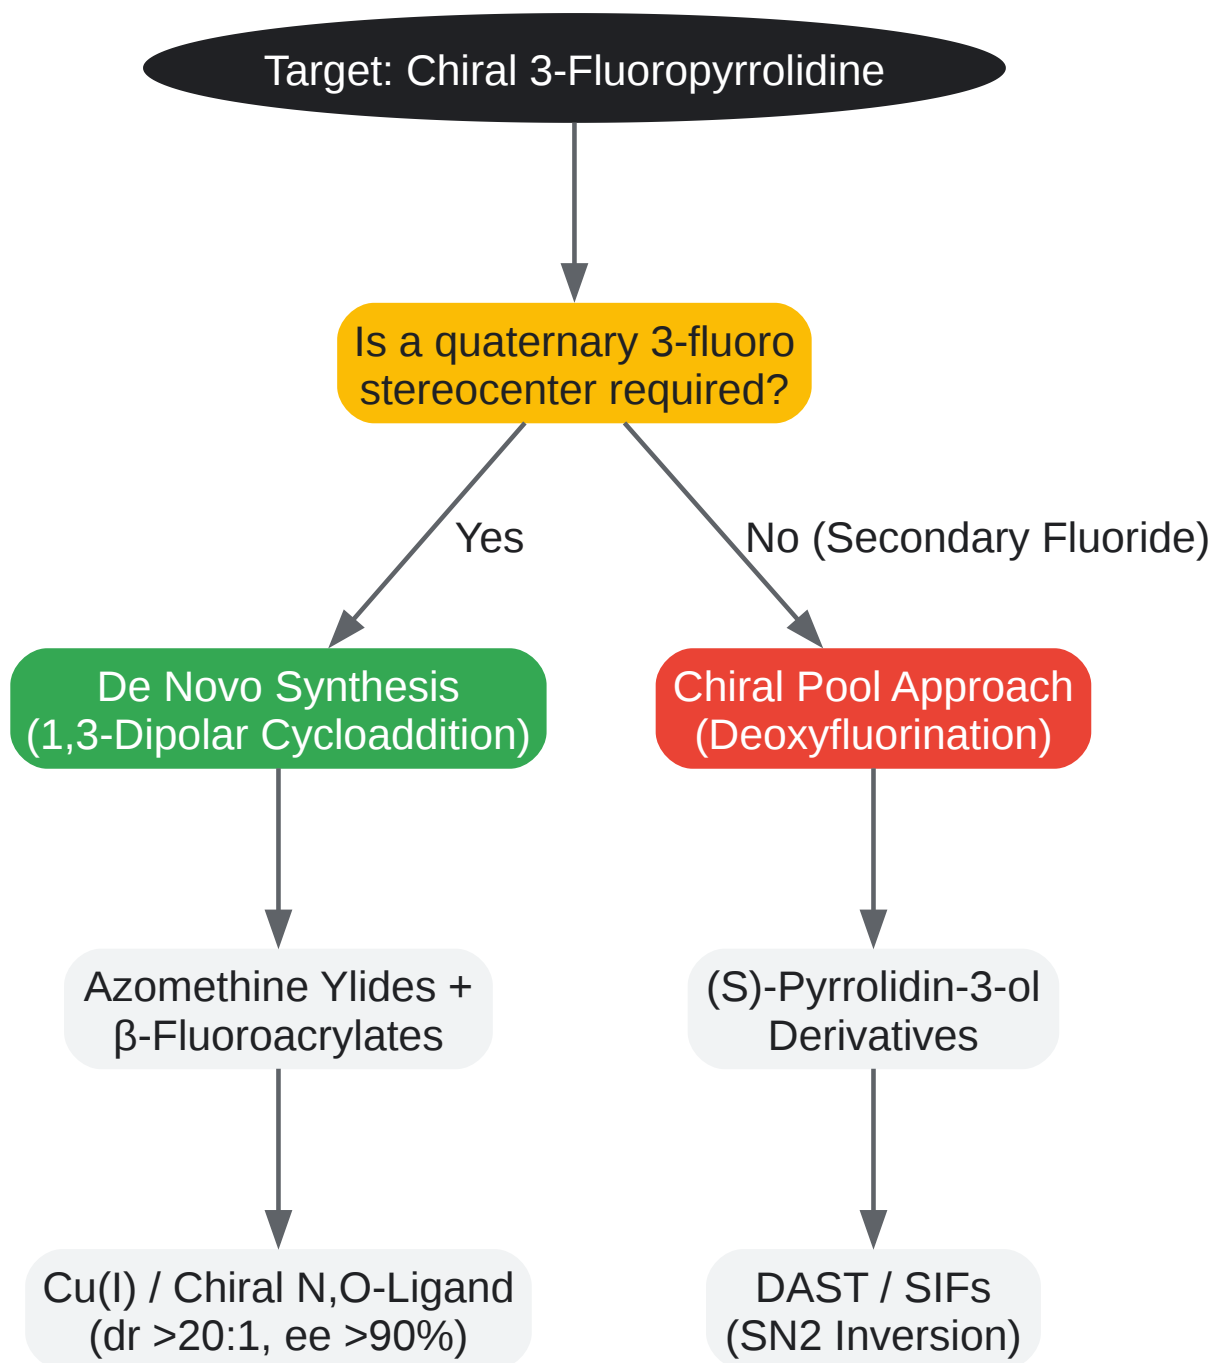 Target: Chiral 3-Fluoropyrrolidine
Is a quaternary 3-fluoro
stereocenter required?
Yes
No (Secondary Fluoride)
De Novo Synthesis
(1,3-Dipolar Cycloaddition)
Chiral Pool Approach
(Deoxyfluorination)
Azomethine Ylides +
β-Fluoroacrylates
(S)-Pyrrolidin-3-ol
Derivatives
Cu(I) / Chiral N,O-Ligand
(dr >20:1, ee >90%)
DAST / SIFs
(SN2 Inversion)